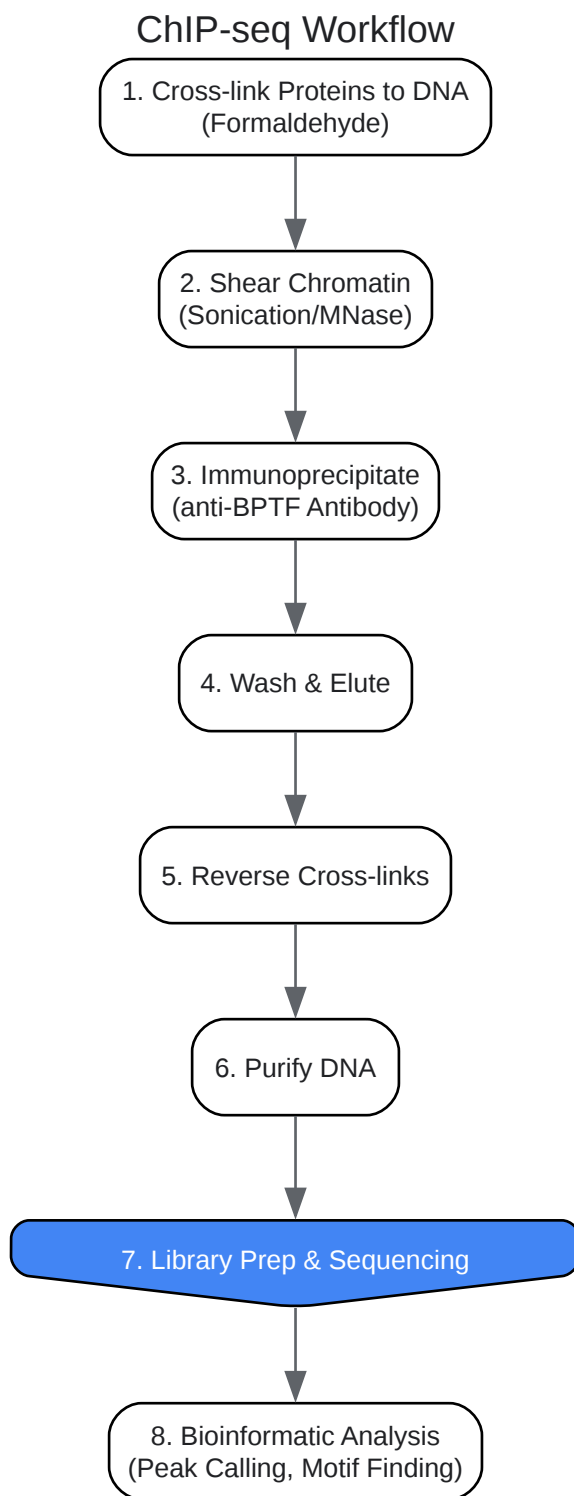 ChIP-seq Workflow
1. Cross-link Proteins to DNA
(Formaldehyde)
2. Shear Chromatin
(Sonication/MNase)
3. Immunoprecipitate
(anti-BPTF Antibody)
4. Wash & Elute
5. Reverse Cross-links
6. Purify DNA
7. Library Prep & Sequencing
8. Bioinformatic Analysis
(Peak Calling, Motif Finding)